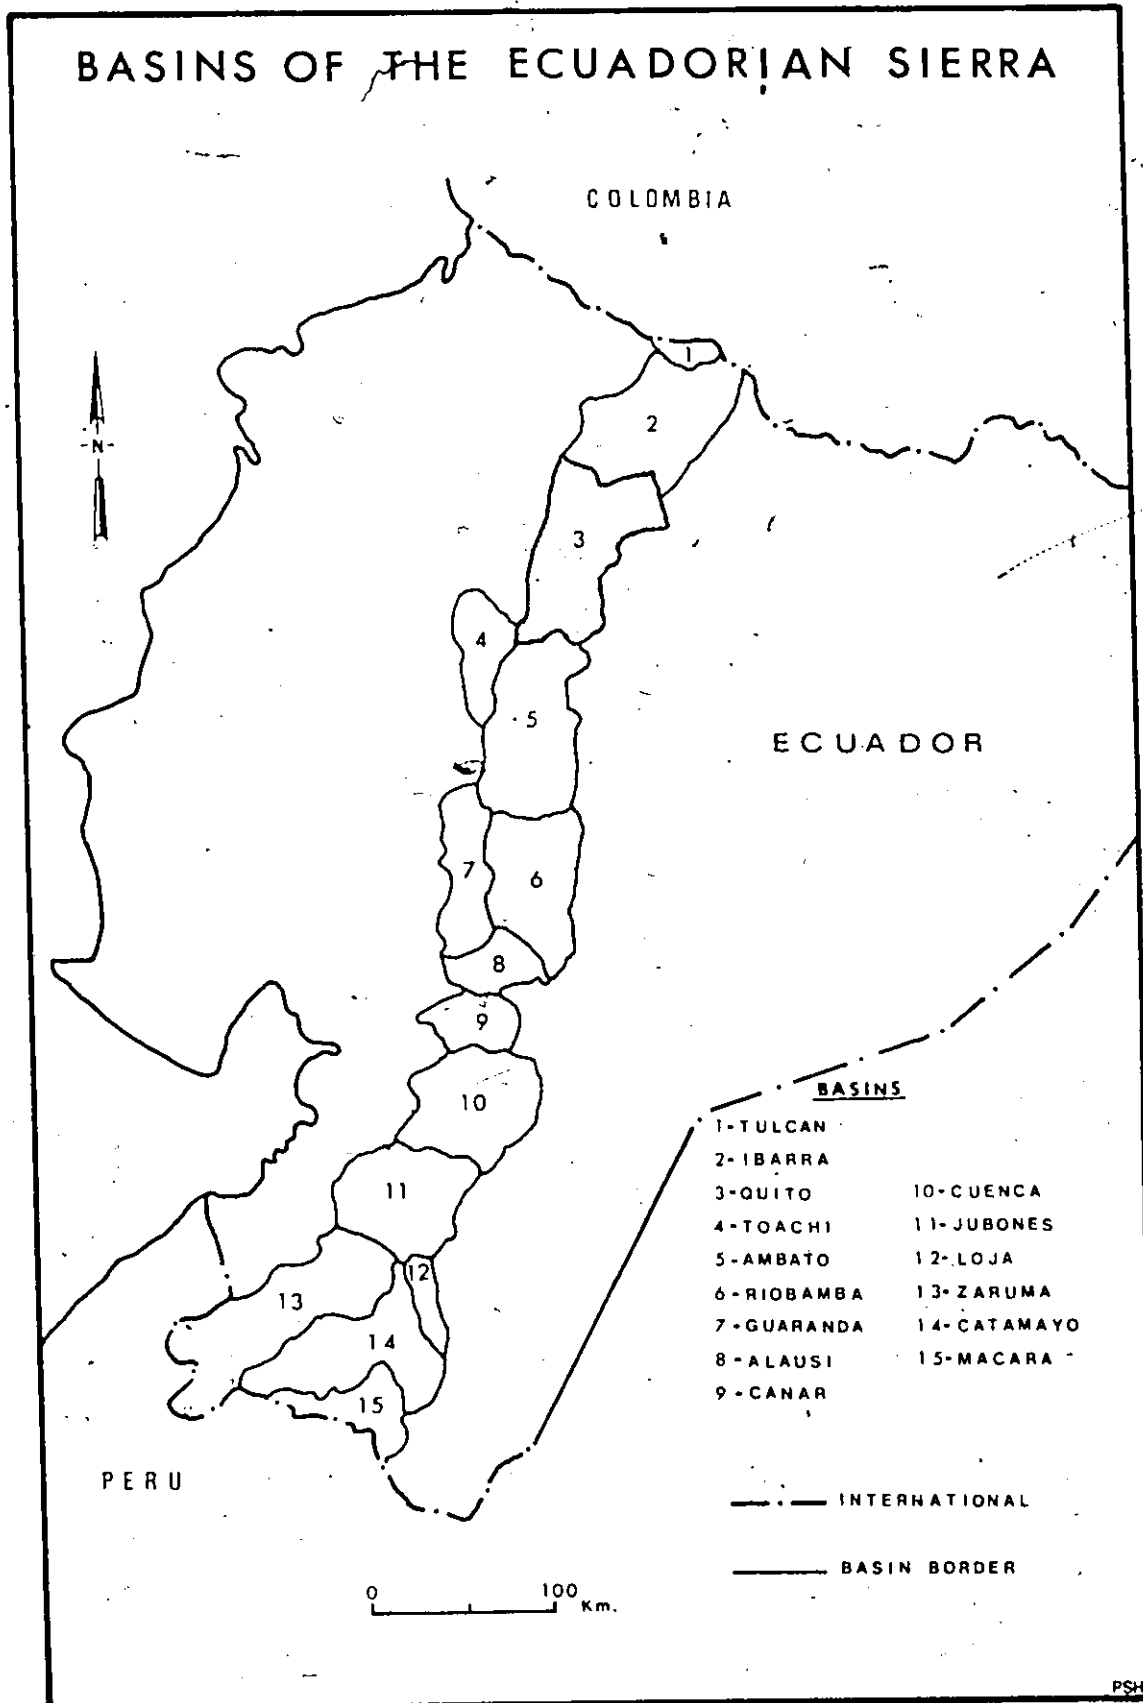 BASINS OF THE ECUADORIAN SIERRA
COLOMBIA
1
2
N
3
4
5
ECUADOR
7
6
8
9
10
BASINS
1-TULCAN
2-IBARRA
3-QUITO
4-TOACHI
5-AMBATO
6-RIOBAMBA
7-GUARANDA
8-ALAUSI
9-CANAR
10-CUENCA
11-JUBONES
12-LOJA
13-ZARUMA
14-CATAMAYO
15-MACARA
11
12
13
14
15
PERU
INTERNATIONAL
BASIN BORDER
0 100 Km.
PSH